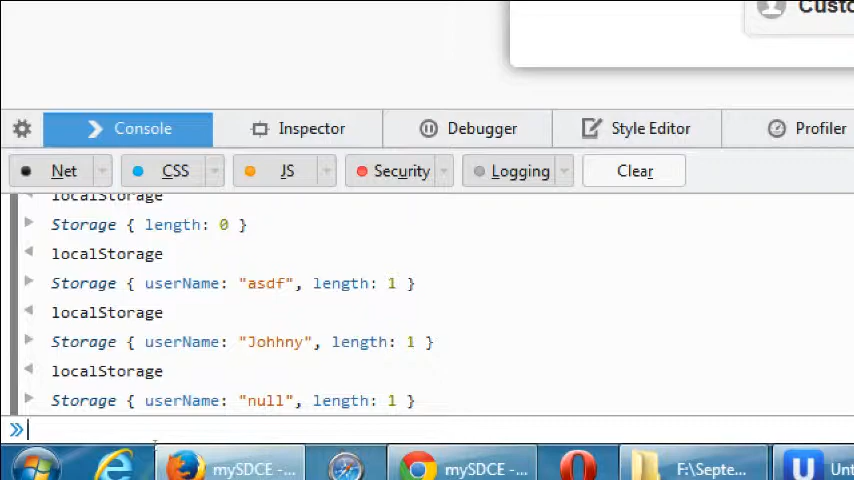 Custo
Console Inspector Debugger Style Editor Profiler
Net CSS JS Security Logging Clear
localStorage
Storage { length: 0 }
localStorage
Storage { userName: "asdf", length: 1 }
localStorage
Storage { userName: "Johhny", length: 1 }
localStorage
Storage { userName: "null", length: 1 }
mySDCE - ... mySDCE -... F:\Septe... Unt